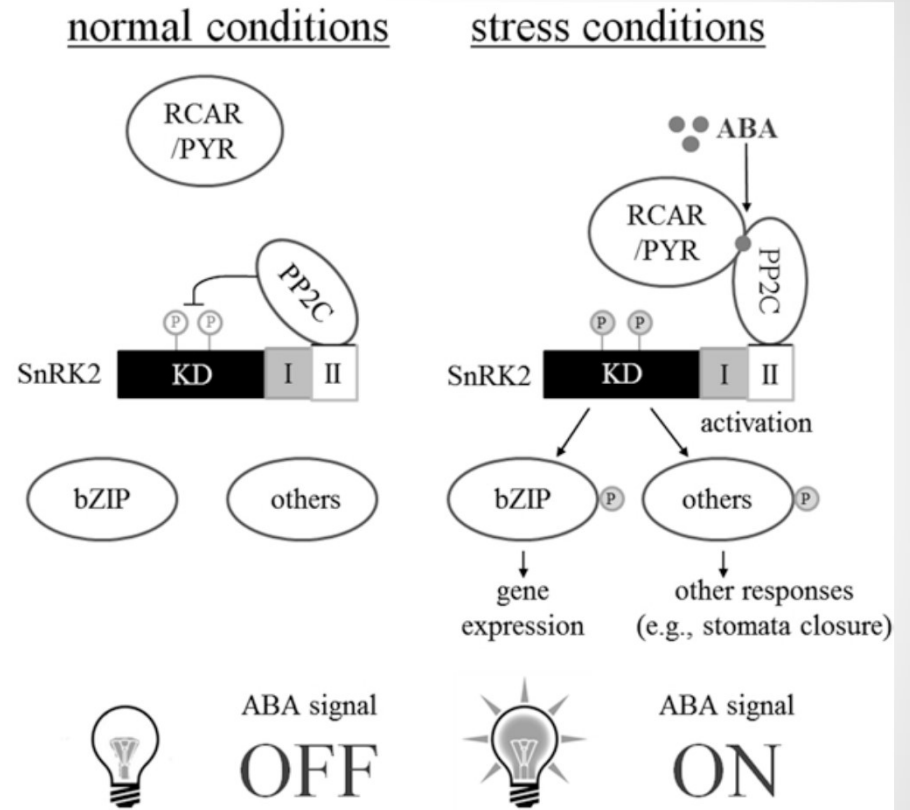 normal conditions
RCAR
/PYR
PP2C
P P
SnRK2 KD I II
bZIP others
ABA signal
OFF
stress conditions
ABA
RCAR
/PYR
PP2C
P P
SnRK2 KD I II
activation
bZIP P others P
gene
expression
other responses
(e.g., stomata closure)
ABA signal
ON